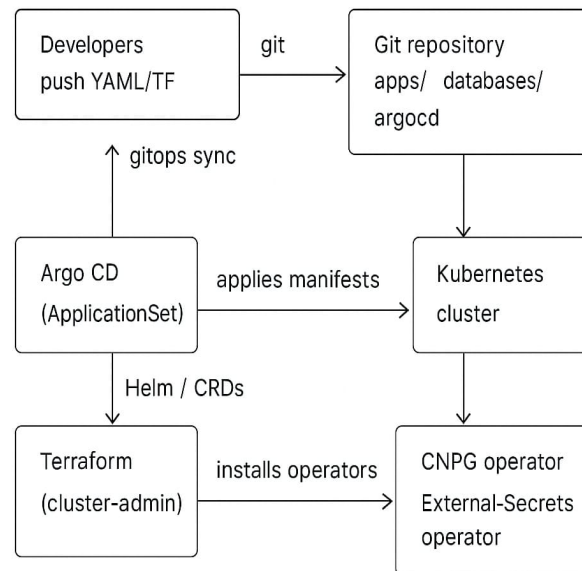 Developers
push YAML/TF
git
Git repository
apps/ databases/
argocd
gitops sync
Argo CD
(ApplicationSet)
applies manifests
Kubernetes
cluster
Helm / CRDs
Terraform
(cluster-admin)
installs operators
CNPG operator
External-Secrets
operator